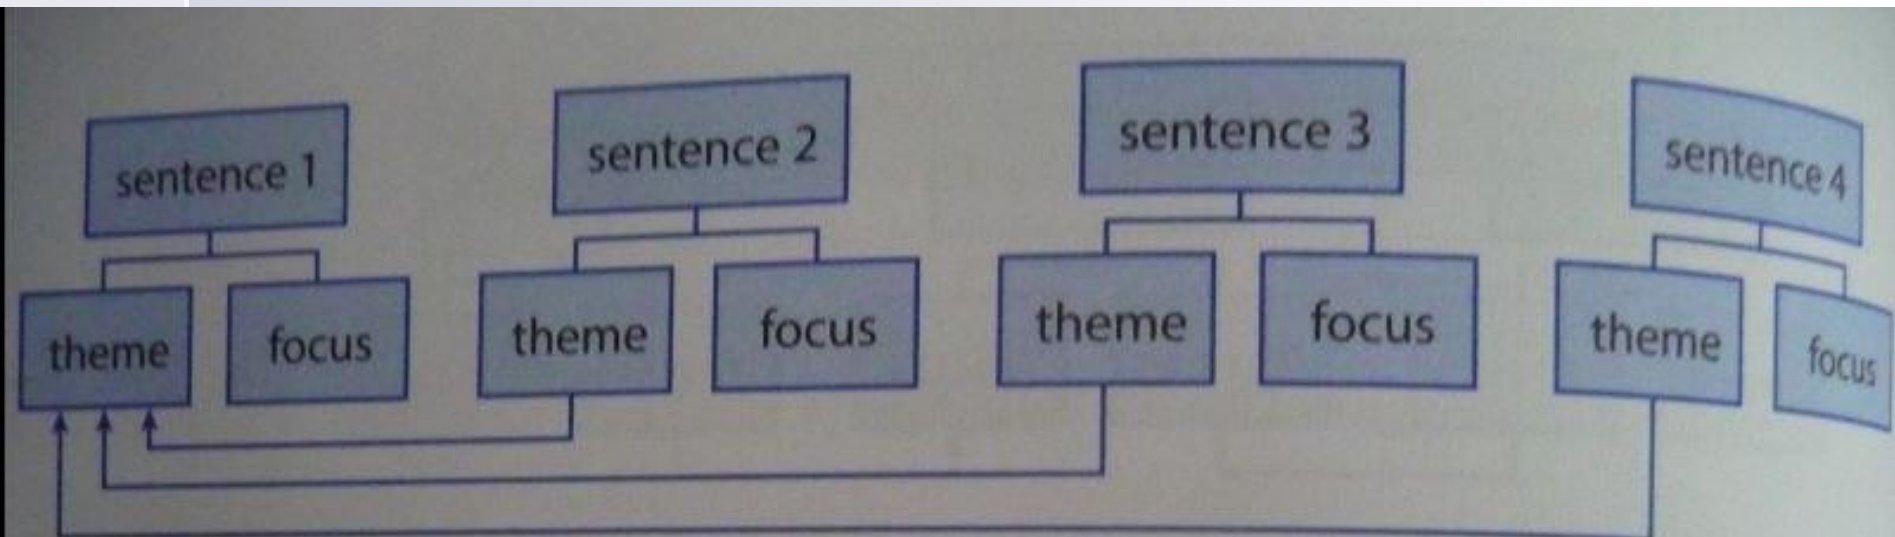 sentence 1
sentence 2
sentence 3
sentence 4
theme
focus
theme
focus
theme
focus
theme
focus